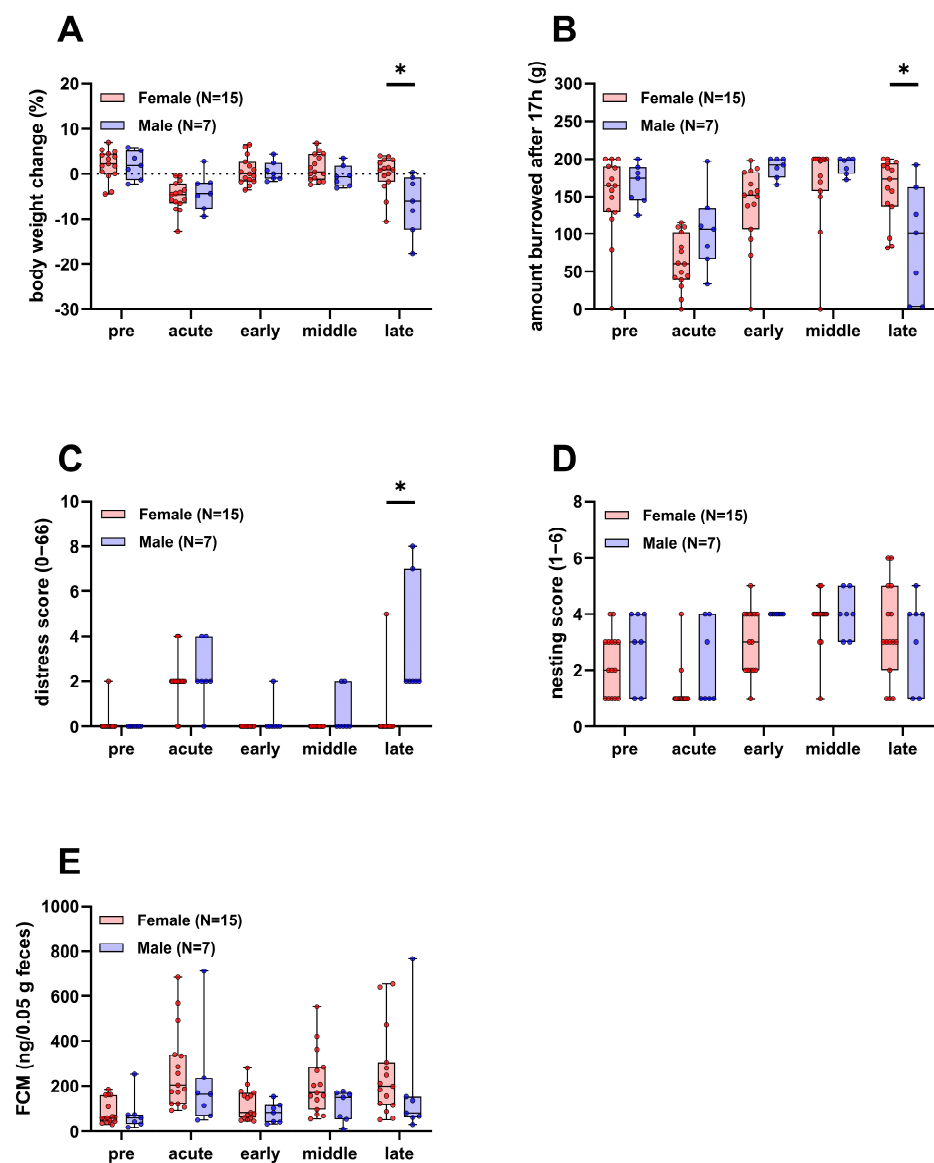 A
body weight change (%)
20
10
0
-10
-20
-30
Female (N=15)
Male (N=7)
*
pre acute early middle late
B
amount burrowed after 17h (g)
300
200
150
100
50
0
Female (N=15)
Male (N=7)
*
pre acute early middle late
C
distress score (0–66)
10
8
6
4
2
0
Female (N=15)
Male (N=7)
*
pre acute early middle late
D
nesting score (1–6)
8
6
4
2
0
Female (N=15)
Male (N=7)
*
pre acute early middle late
E
FCM (ng/0.05 g feces)
1000
800
600
400
200
0
Female (N=15)
Male (N=7)
pre acute early middle late